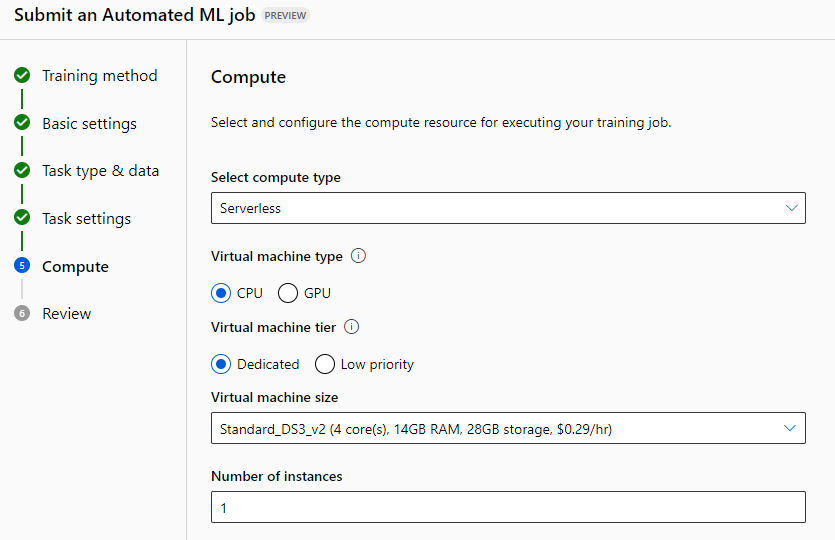 Submit an Automated ML job PREVIEW
Training method
Basic settings
Task type & data
Task settings
5 Compute
6 Review
Compute
Select and configure the compute resource for executing your training job.
Select compute type
Serverless
Virtual machine type
CPU GPU
Virtual machine tier
Dedicated Low priority
Virtual machine size
Standard_DS3_v2 (4 core(s), 14GB RAM, 28GB storage, $0.29/hr)
Number of instances
1